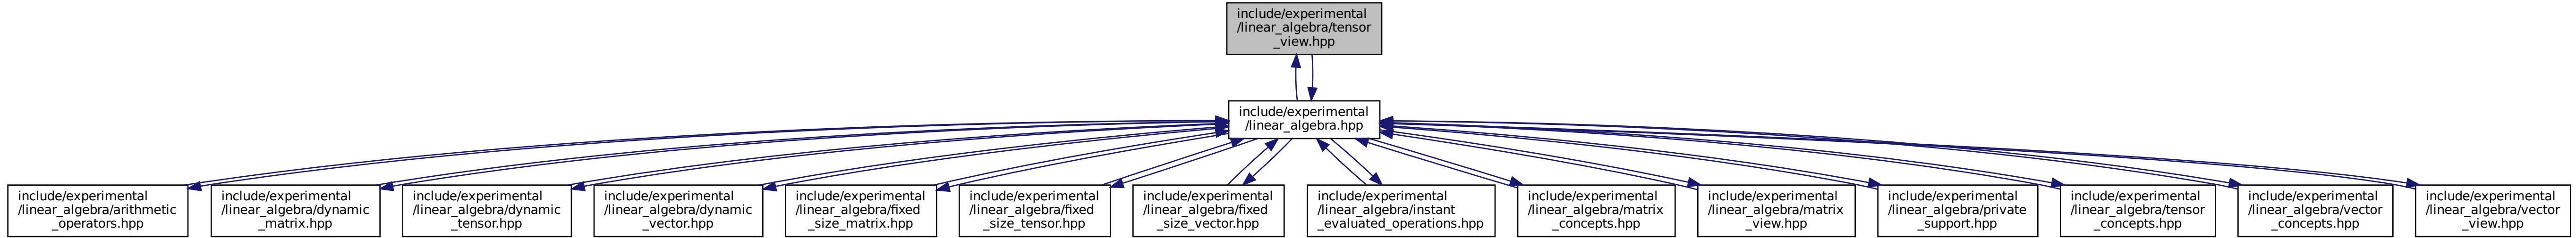 include/experimental
/linear_algebra/tensor
_view.hpp
include/experimental
/linear_algebra.hpp
include/experimental
/linear_algebra/arithmetic
_operators.hpp
include/experimental
/linear_algebra/dynamic
_matrix.hpp
include/experimental
/linear_algebra/dynamic
_tensor.hpp
include/experimental
/linear_algebra/dynamic
_vector.hpp
include/experimental
/linear_algebra/fixed
_size_matrix.hpp
include/experimental
/linear_algebra/fixed
_size_tensor.hpp
include/experimental
/linear_algebra/fixed
_size_vector.hpp
include/experimental
/linear_algebra/instant
_evaluated_operations.hpp
include/experimental
/linear_algebra/matrix
_concepts.hpp
include/experimental
/linear_algebra/matrix
_view.hpp
include/experimental
/linear_algebra/private
_support.hpp
include/experimental
/linear_algebra/tensor
_concepts.hpp
include/experimental
/linear_algebra/vector
_concepts.hpp
include/experimental
/linear_algebra/vector
_view.hpp